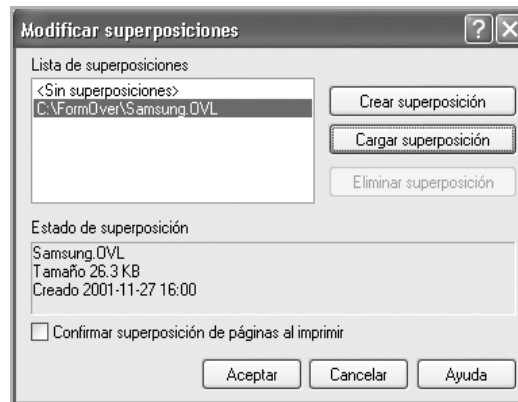 Modificar superposiciones
Lista de superposiciones
<Sin superposiciones>
C:\FormOver\Samsung.OVL
Crear superposición
Cargar superposición
Eliminar superposición
Estado de superposición
Samsung.OVL
Tamaño 26.3 KB
Creado 2001-11-27 16:00
Confirmar superposición de páginas al imprimir
Aceptar
Cancelar
Ayuda